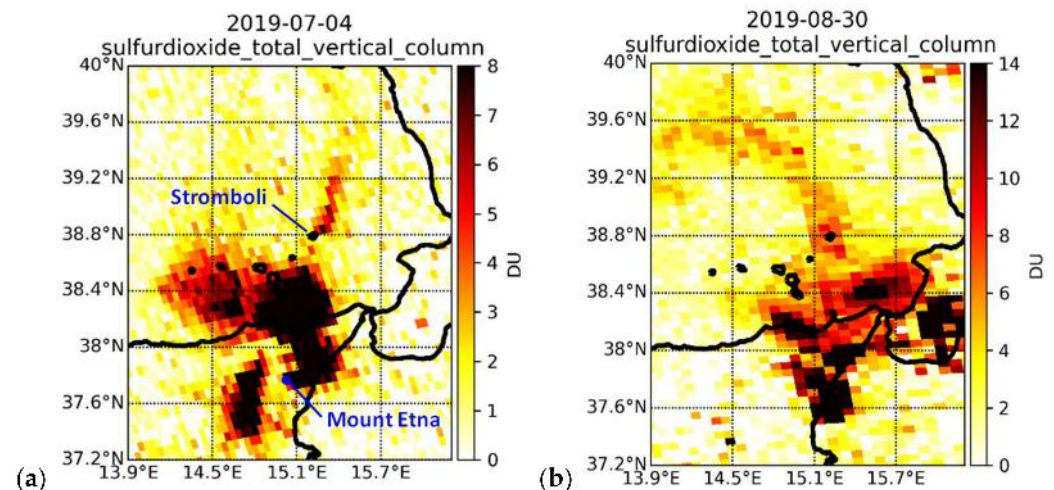 2019-07-04
sulfurdioxide_total_vertical_column
40°N
39.6°N
39.2°N
38.8°N
38.4°N
38°N
37.6°N
37.2°N
13.9°E 14.5°E 15.1°E 15.7°E
Stromboli
Mount Etna
8
7
6
5
4
3
2
1
0
DU
(a)
2019-08-30
sulfurdioxide_total_vertical_column
40°N
39.6°N
39.2°N
38.8°N
38.4°N
38°N
37.6°N
37.2°N
13.9°E 14.5°E 15.1°E 15.7°E
14
12
10
8
6
4
2
0
DU
(b)